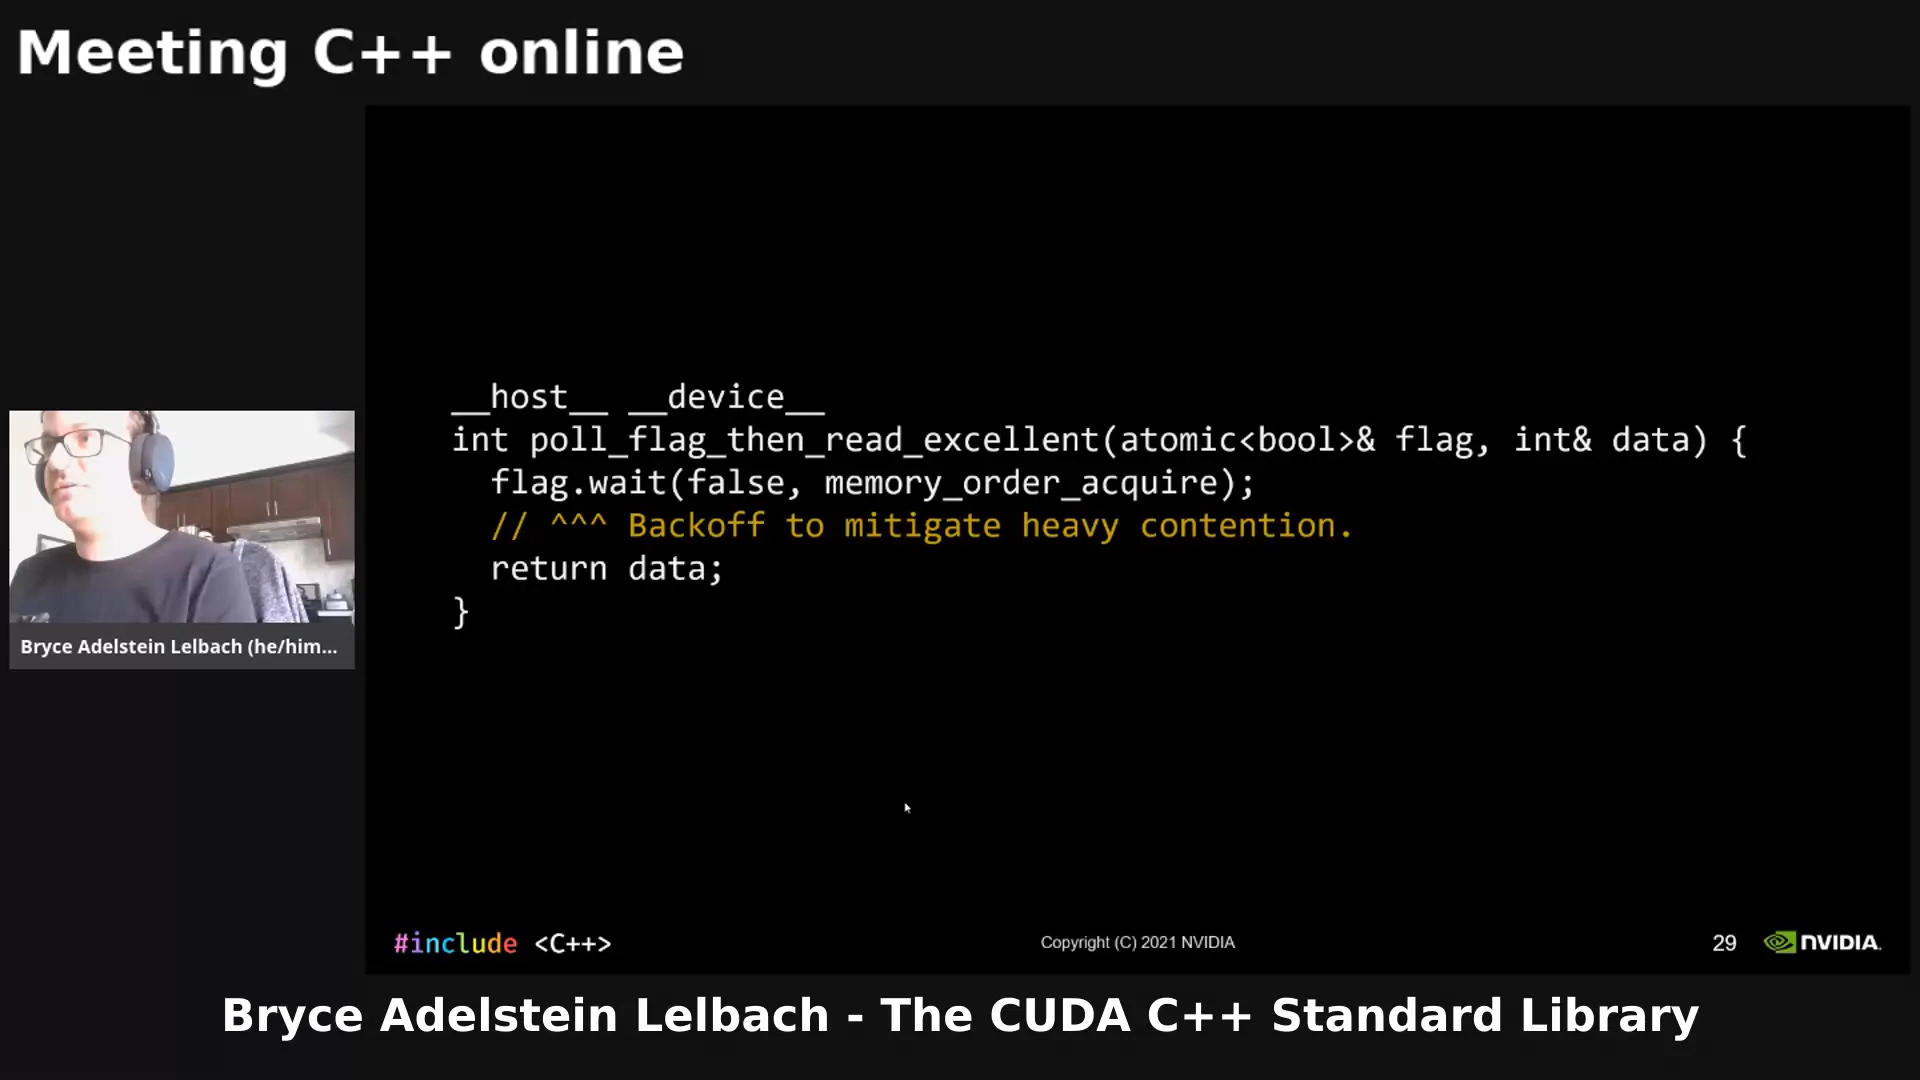 Meeting C++ online
__host__ __device__
int poll_flag_then_read_excellent(atomic<bool>& flag, int& data) {
  flag.wait(false, memory_order_acquire);
  // ^^^ Backoff to mitigate heavy contention.
  return data;
}
Bryce Adelstein Lelbach (he/him...
#include <C++>
Copyright (C) 2021 NVIDIA
29
NVIDIA.
Bryce Adelstein Lelbach - The CUDA C++ Standard Library